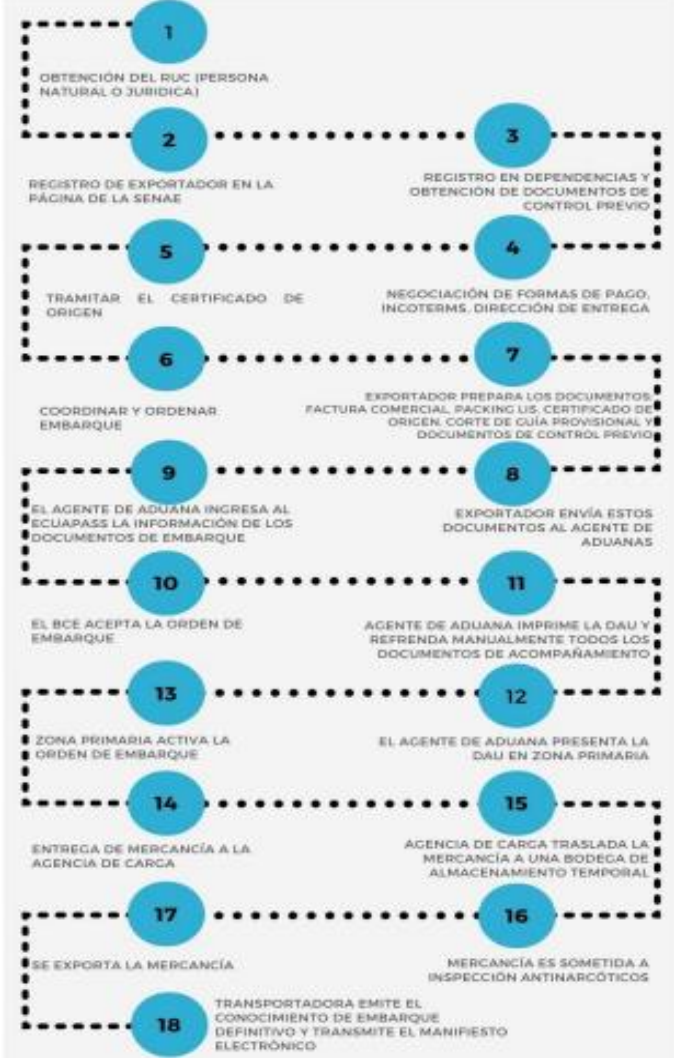 1
OBTENCIÓN DEL RUC (PERSONA
NATURAL O JURIDICA)
2
REGISTRO DE EXPORTADOR EN LA
PÁGINA DE LA SENAE
3
REGISTRO EN DEPENDENCIAS Y
OBTENCIÓN DE DOCUMENTOS DE
CONTROL PREVIO
4
NEGOCIACIÓN DE FORMAS DE PAGO,
INCOTERMS, DIRECCIÓN DE ENTREGA
5
TRAMITAR EL CERTIFICADO DE
ORIGEN
6
COORDINAR Y ORDENAR
EMBARQUE
7
EXPORTADOR PREPARA LOS DOCUMENTOS:
FACTURA COMERCIAL, PACKING LIS, CERTIFICADO DE
ORIGEN, CORTE DE GUÍA PROVISIONAL Y
DOCUMENTOS DE CONTROL PREVIO
8
EXPORTADOR ENVÍA ESTOS
DOCUMENTOS AL AGENTE DE
ADUANAS
9
EL AGENTE DE ADUANA INGRESA AL
ECUAPASS LA INFORMACIÓN DE LOS
DOCUMENTOS DE EMBARQUE
10
EL BCE ACEPTA LA ORDEN DE
EMBARQUE
11
AGENTE DE ADUANA IMPRIME LA DAU Y
REFRENDA MANUALMENTE TODOS LOS
DOCUMENTOS DE ACOMPAÑAMIENTO
12
EL AGENTE DE ADUANA PRESENTA LA
DAU EN ZONA PRIMARIA
13
ZONA PRIMARIA ACTIVA LA
ORDEN DE EMBARQUE
14
ENTREGA DE MERCANCÍA A LA
AGENCIA DE CARGA
15
AGENCIA DE CARGA TRASLADA LA
MERCANCÍA A UNA BODEGA DE
ALMACENAMIENTO TEMPORAL
16
MERCANCÍA ES SOMETIDA A
INSPECCIÓN ANTINARCÓTICOS
17
SE EXPORTA LA MERCANCÍA
18
TRANSPORTADORA EMITE EL
CONOCIMIENTO DE EMBARQUE
DEFINITIVO Y TRANSMITE EL MANIFIESTO
ELECTRÓNICO